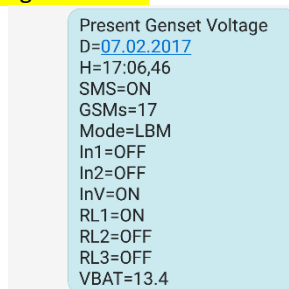 Present Genset Voltage
D=07.02.2017
H=17:06,46
SMS=ON
GSMs=17
Mode=LBM
In1=OFF
In2=OFF
InV=ON
RL1=ON
RL2=OFF
RL3=OFF
VBAT=13.4